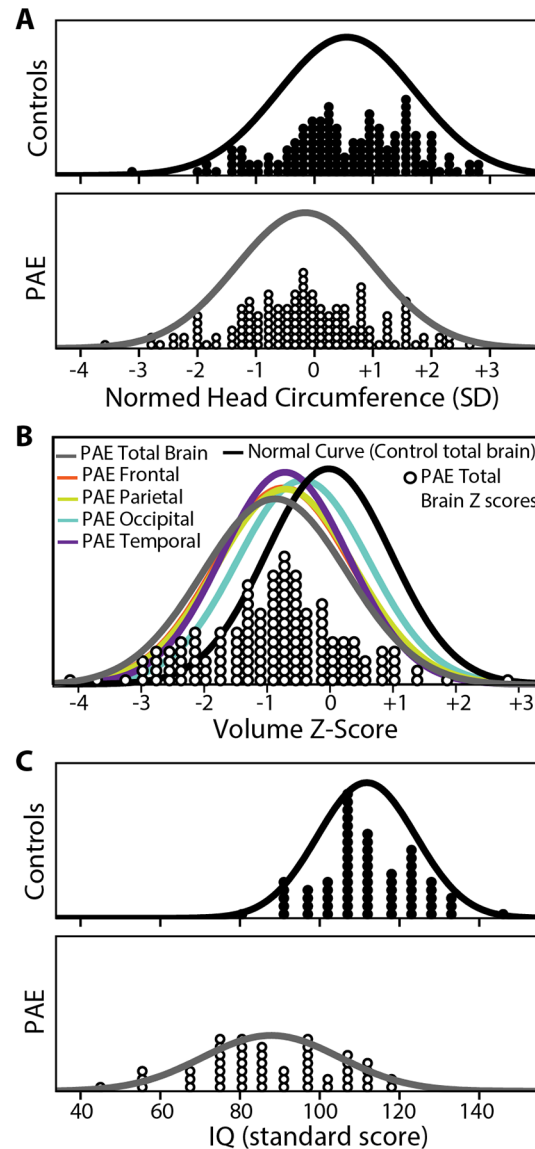 A
Controls
PAE
-4 -3 -2 -1 0 +1 +2 +3
Normed Head Circumference (SD)
B
PAE Total Brain
PAE Frontal
PAE Parietal
PAE Occipital
PAE Temporal
Normal Curve (Control total brain)
PAE Total
Brain Z scores
-4 -3 -2 -1 0 +1 +2 +3
Volume Z-Score
C
Controls
PAE
40 60 80 100 120 140
IQ (standard score)